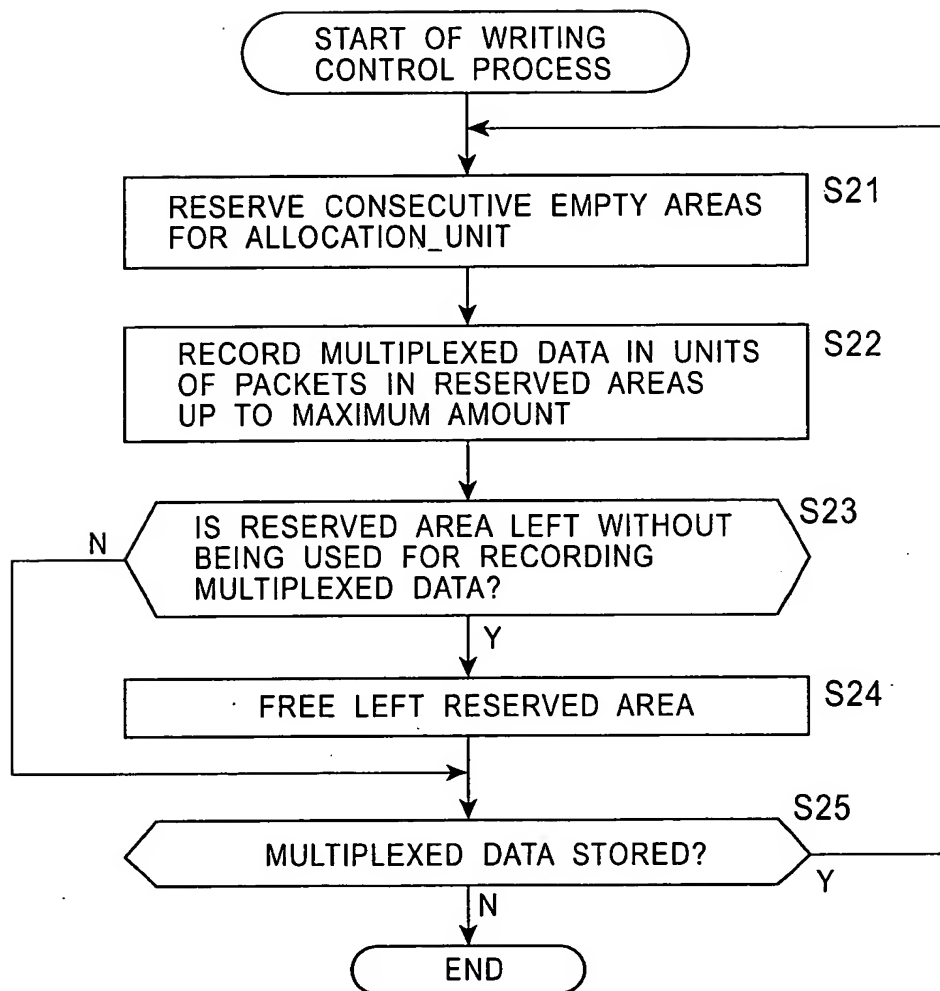 START OF WRITING
CONTROL PROCESS
S21
RESERVE CONSECUTIVE EMPTY AREAS
FOR ALLOCATION_UNIT
S22
RECORD MULTIPLEXED DATA IN UNITS
OF PACKETS IN RESERVED AREAS
UP TO MAXIMUM AMOUNT
S23
N
IS RESERVED AREA LEFT WITHOUT
BEING USED FOR RECORDING
MULTIPLEXED DATA?
Y
S24
FREE LEFT RESERVED AREA
S25
MULTIPLEXED DATA STORED?
Y
N
END